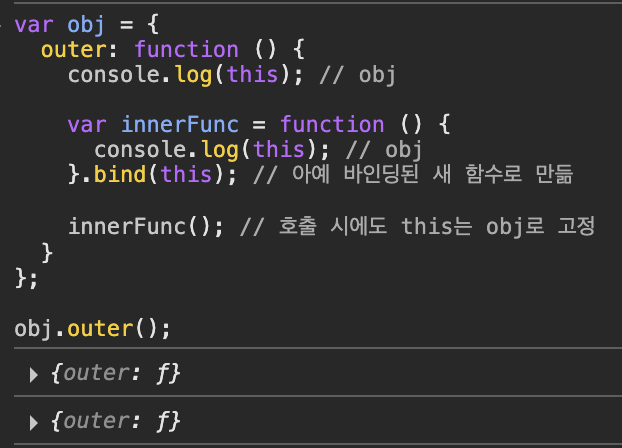 var obj = {
  outer: function () {
    console.log(this); // obj

    var innerFunc = function () {
      console.log(this); // obj
    }.bind(this); // 아예 바인딩된 새 함수로 만듦

    innerFunc(); // 호출 시에도 this는 obj로 고정
  }
};

obj.outer();
▶ {outer: ƒ}
▶ {outer: ƒ}